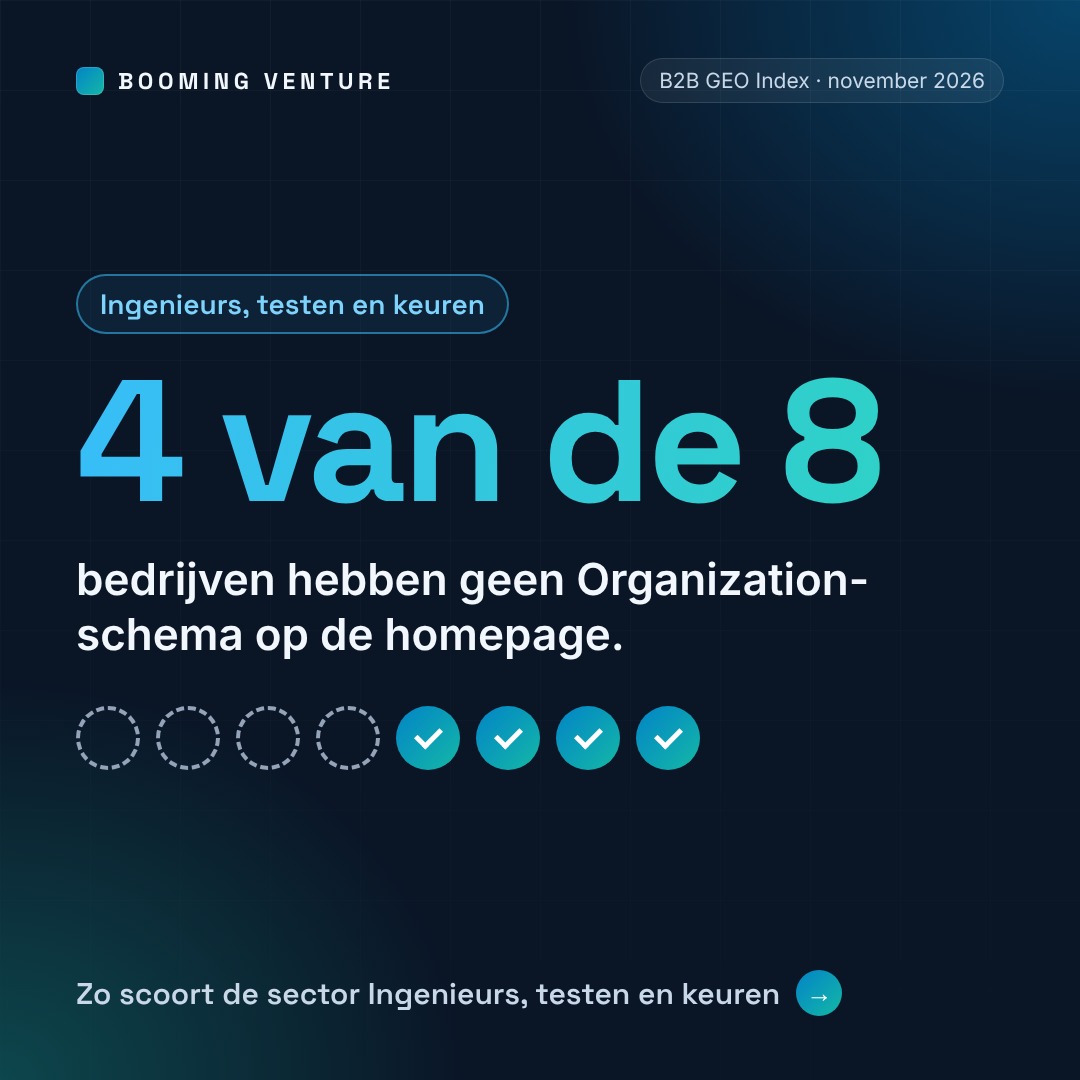 BOOMING VENTURE
B2B GEO Index · november 2026
Ingenieurs, testen en keuren
4 van de 8
bedrijven hebben geen Organization-
schema op de homepage.
Zo scoort de sector Ingenieurs, testen en keuren →